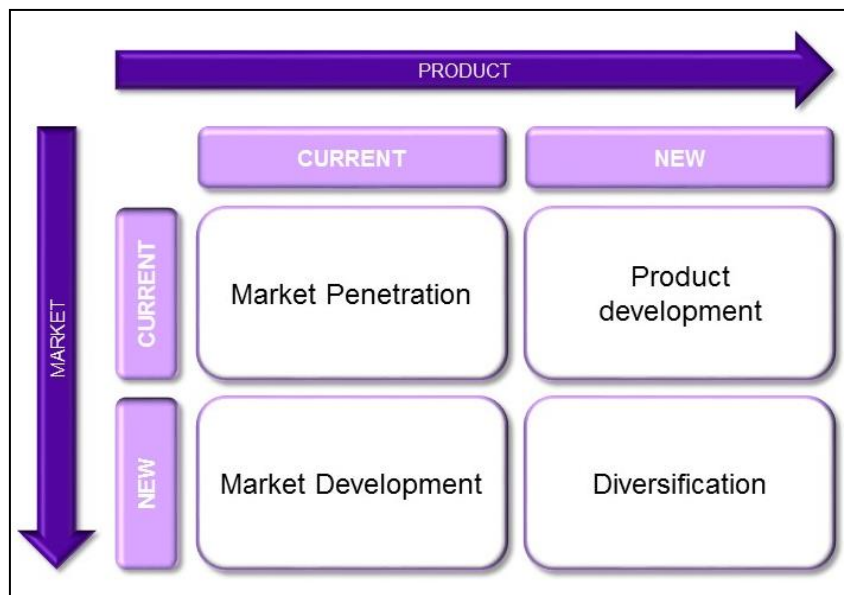 PRODUCT
CURRENT
NEW
MARKET
CURRENT
Market Penetration
Product
development
NEW
Market Development
Diversification